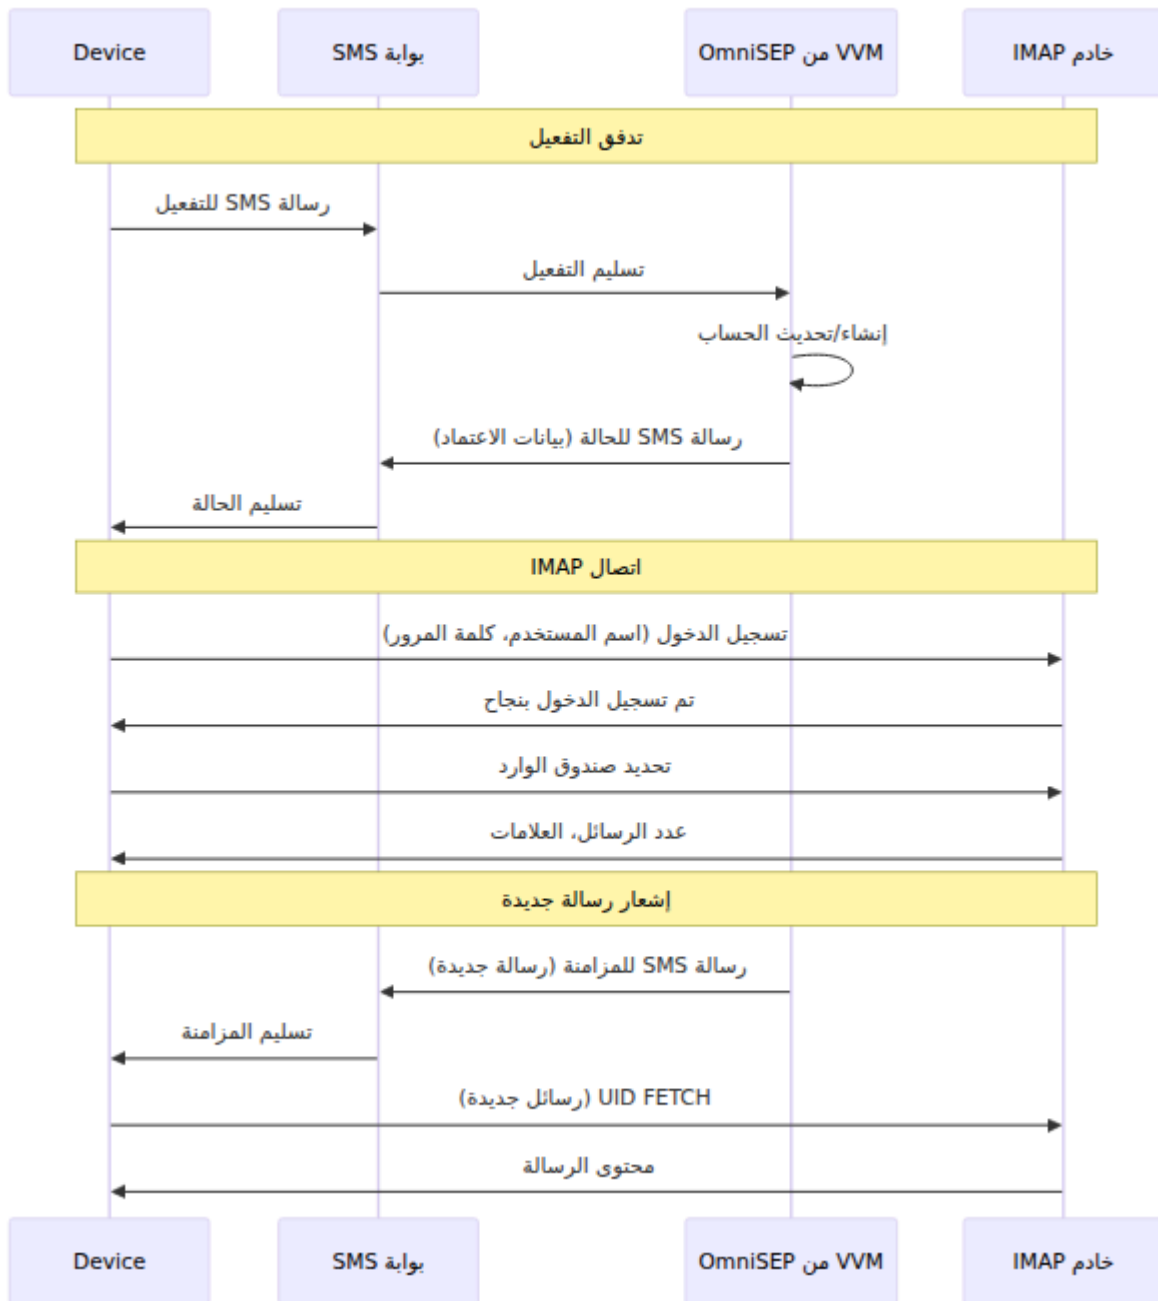 Device
بوابة SMS
VVM من OmniSEP
خادم IMAP
تدفق التفعيل
رسالة SMS للتفعيل
تسليم التفعيل
إنشاء/تحديث الحساب
رسالة SMS للحالة (بيانات الاعتماد)
تسليم الحالة
اتصال IMAP
تسجيل الدخول (اسم المستخدم، كلمة المرور)
تم تسجيل الدخول بنجاح
تحديد صندوق الوارد
عدد الرسائل، العلامات
إشعار رسالة جديدة
رسالة SMS للمزامنة (رسالة جديدة)
تسليم المزامنة
UID FETCH (رسائل جديدة)
محتوى الرسالة
Device
بوابة SMS
VVM من OmniSEP
خادم IMAP